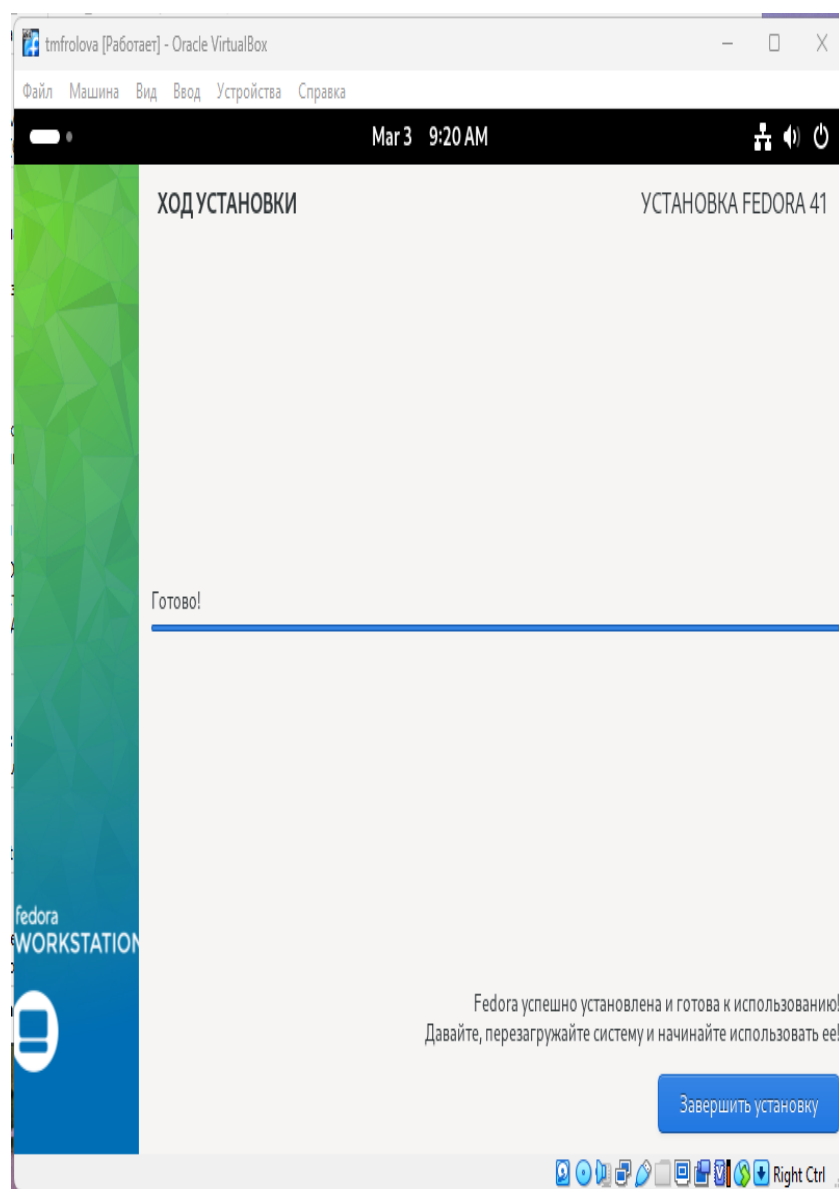 tmfrolova [Работает] - Oracle VirtualBox
Файл Машина Вид Ввод Устройства Справка
Mar 3 9:20 AM
ХОД УСТАНОВКИ
УСТАНОВКА FEDORA 41
Готово!
fedora
WORKSTATION
Fedora успешно установлена и готова к использованию!
Давайте, перезагружайте систему и начинайте использовать ее!
Завершить установку
Right Ctrl